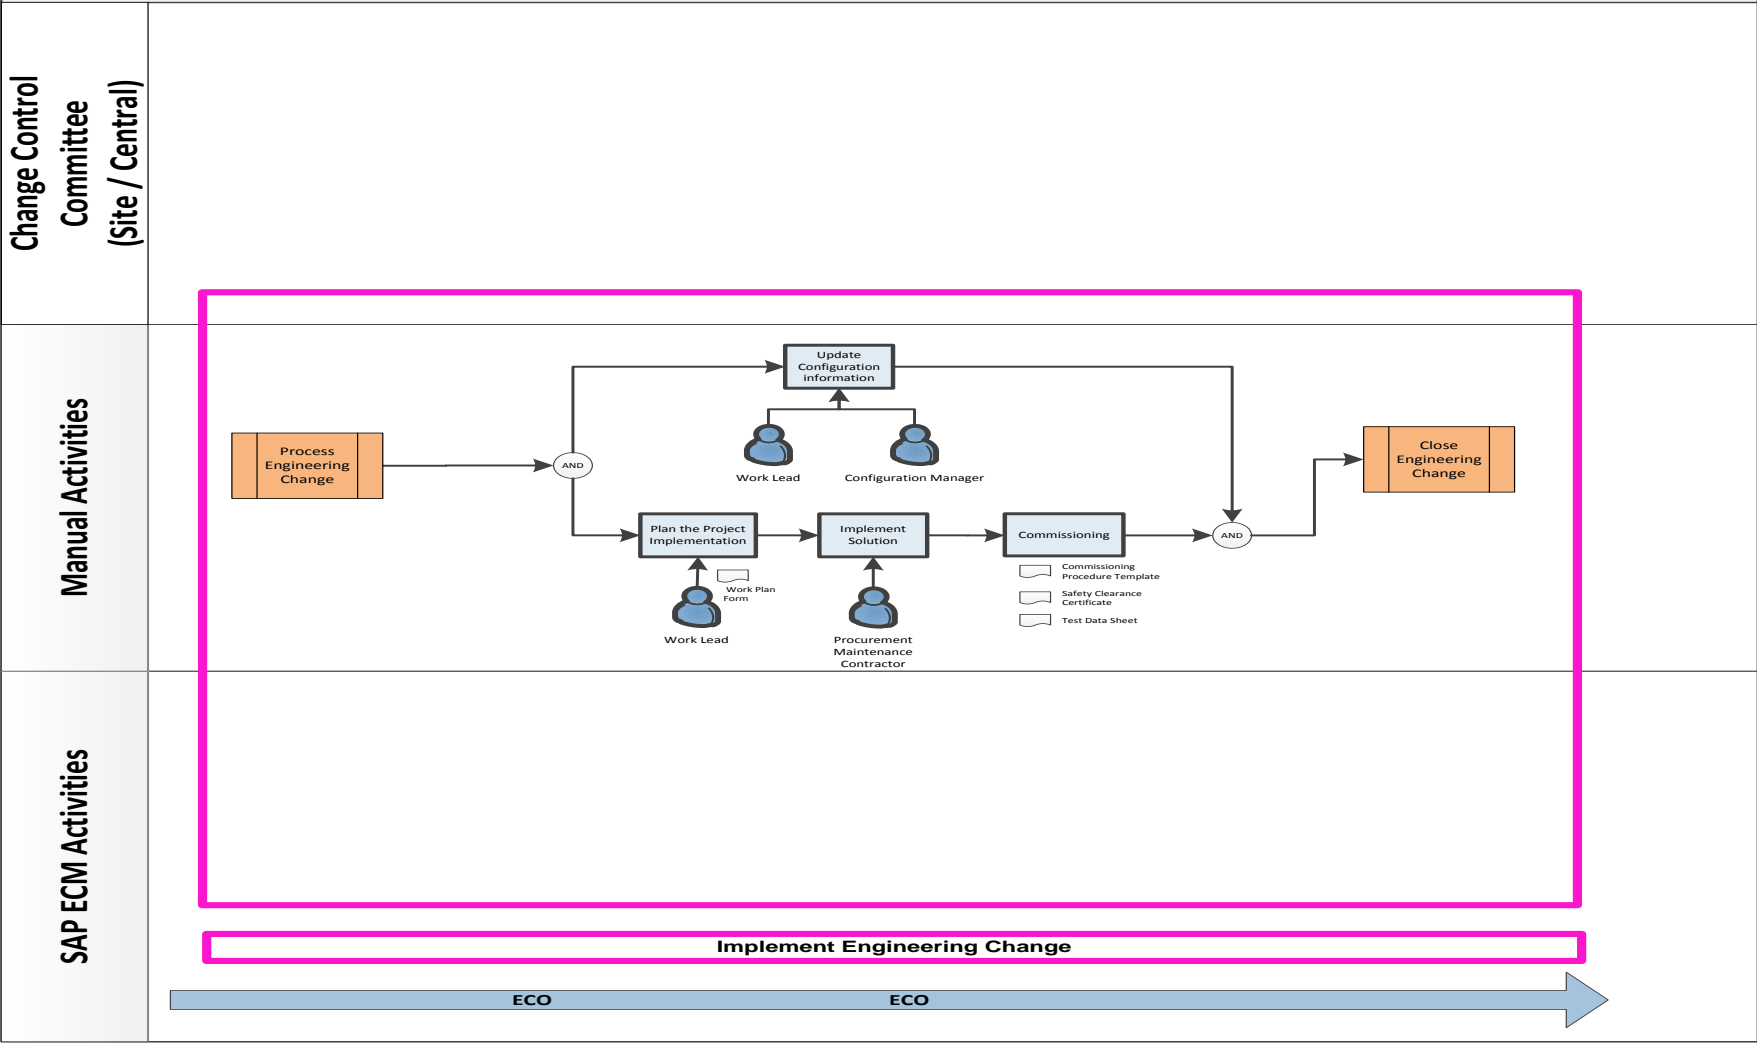 Change Control
Committee
(Site / Central)
Manual Activities
SAP ECM Activities
Process
Engineering
Change
AND
Update
Configuration
information
Work Lead
Configuration Manager
Plan the Project
Implementation
Work Plan
Form
Work Lead
Implement
Solution
Procurement
Maintenance
Contractor
Commissioning
Commissioning
Procedure Template
Safety Clearance
Certificate
Test Data Sheet
AND
Close
Engineering
Change
Implement Engineering Change
ECO
ECO